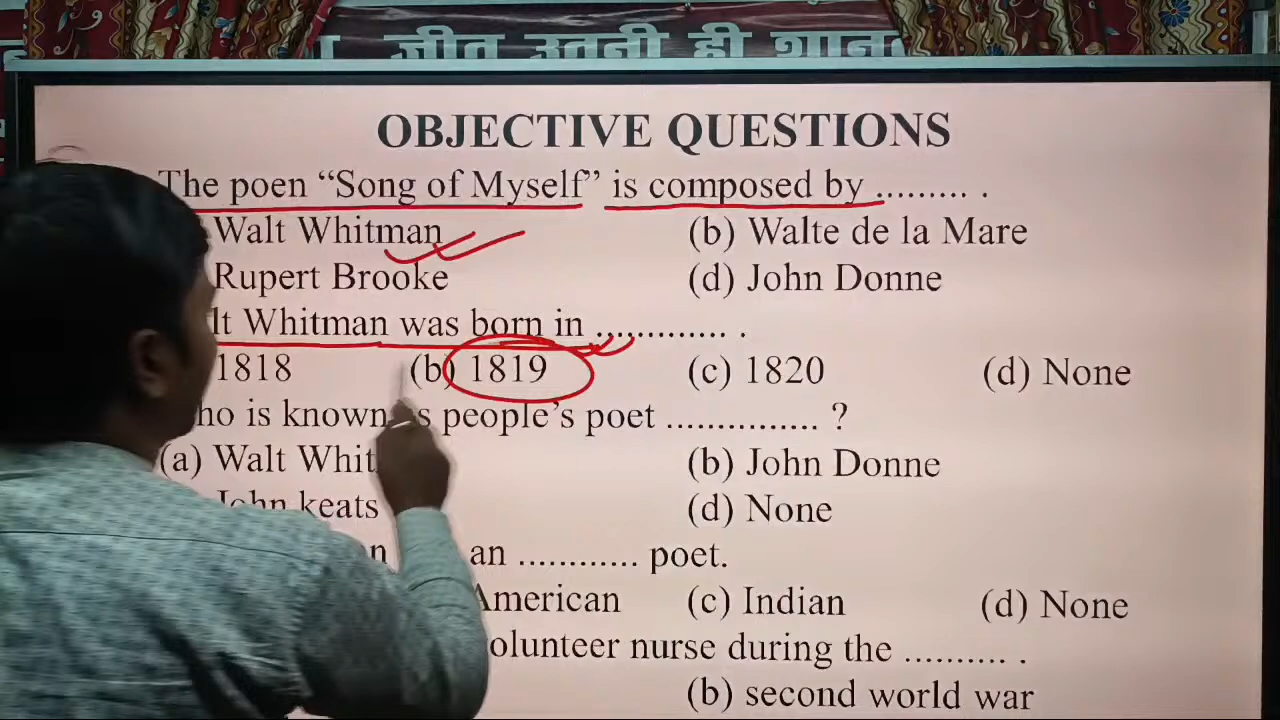 जीत उतनी ही शान
OBJECTIVE QUESTIONS
The poen “Song of Myself” is composed by ......... .
Walt Whitman (b) Walte de la Mare
Rupert Brooke (d) John Donne
lt Whitman was born in ............. .
1818 (b) 1819 (c) 1820 (d) None
ho is known as people’s poet ............... ?
(a) Walt Whit (b) John Donne
John keats (d) None
an ............ poet.
American (c) Indian (d) None
olunteer nurse during the .......... .
(b) second world war